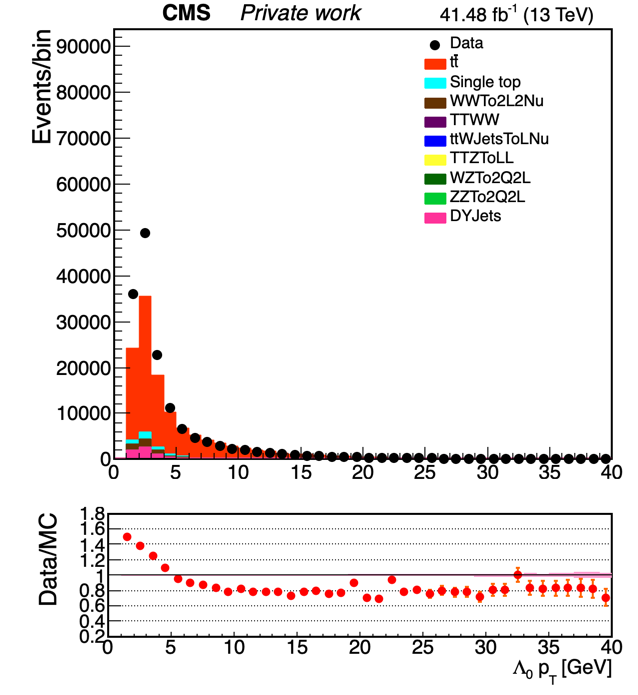 CMS Private work 41.48 fb⁻¹ (13 TeV)
Events/bin
90000
80000
70000
60000
50000
40000
30000
20000
10000
0
Data
tt̄
Single top
WWTo2L2Nu
TTWW
ttWJetsToLNu
TTZToLL
WZTo2Q2L
ZZTo2Q2L
DYJets
0 5 10 15 20 25 30 35 40
Data/MC
1.8
1.6
1.4
1.2
1
0.8
0.6
0.4
0.2
0 5 10 15 20 25 30 35 40
Λ₀ p_T [GeV]